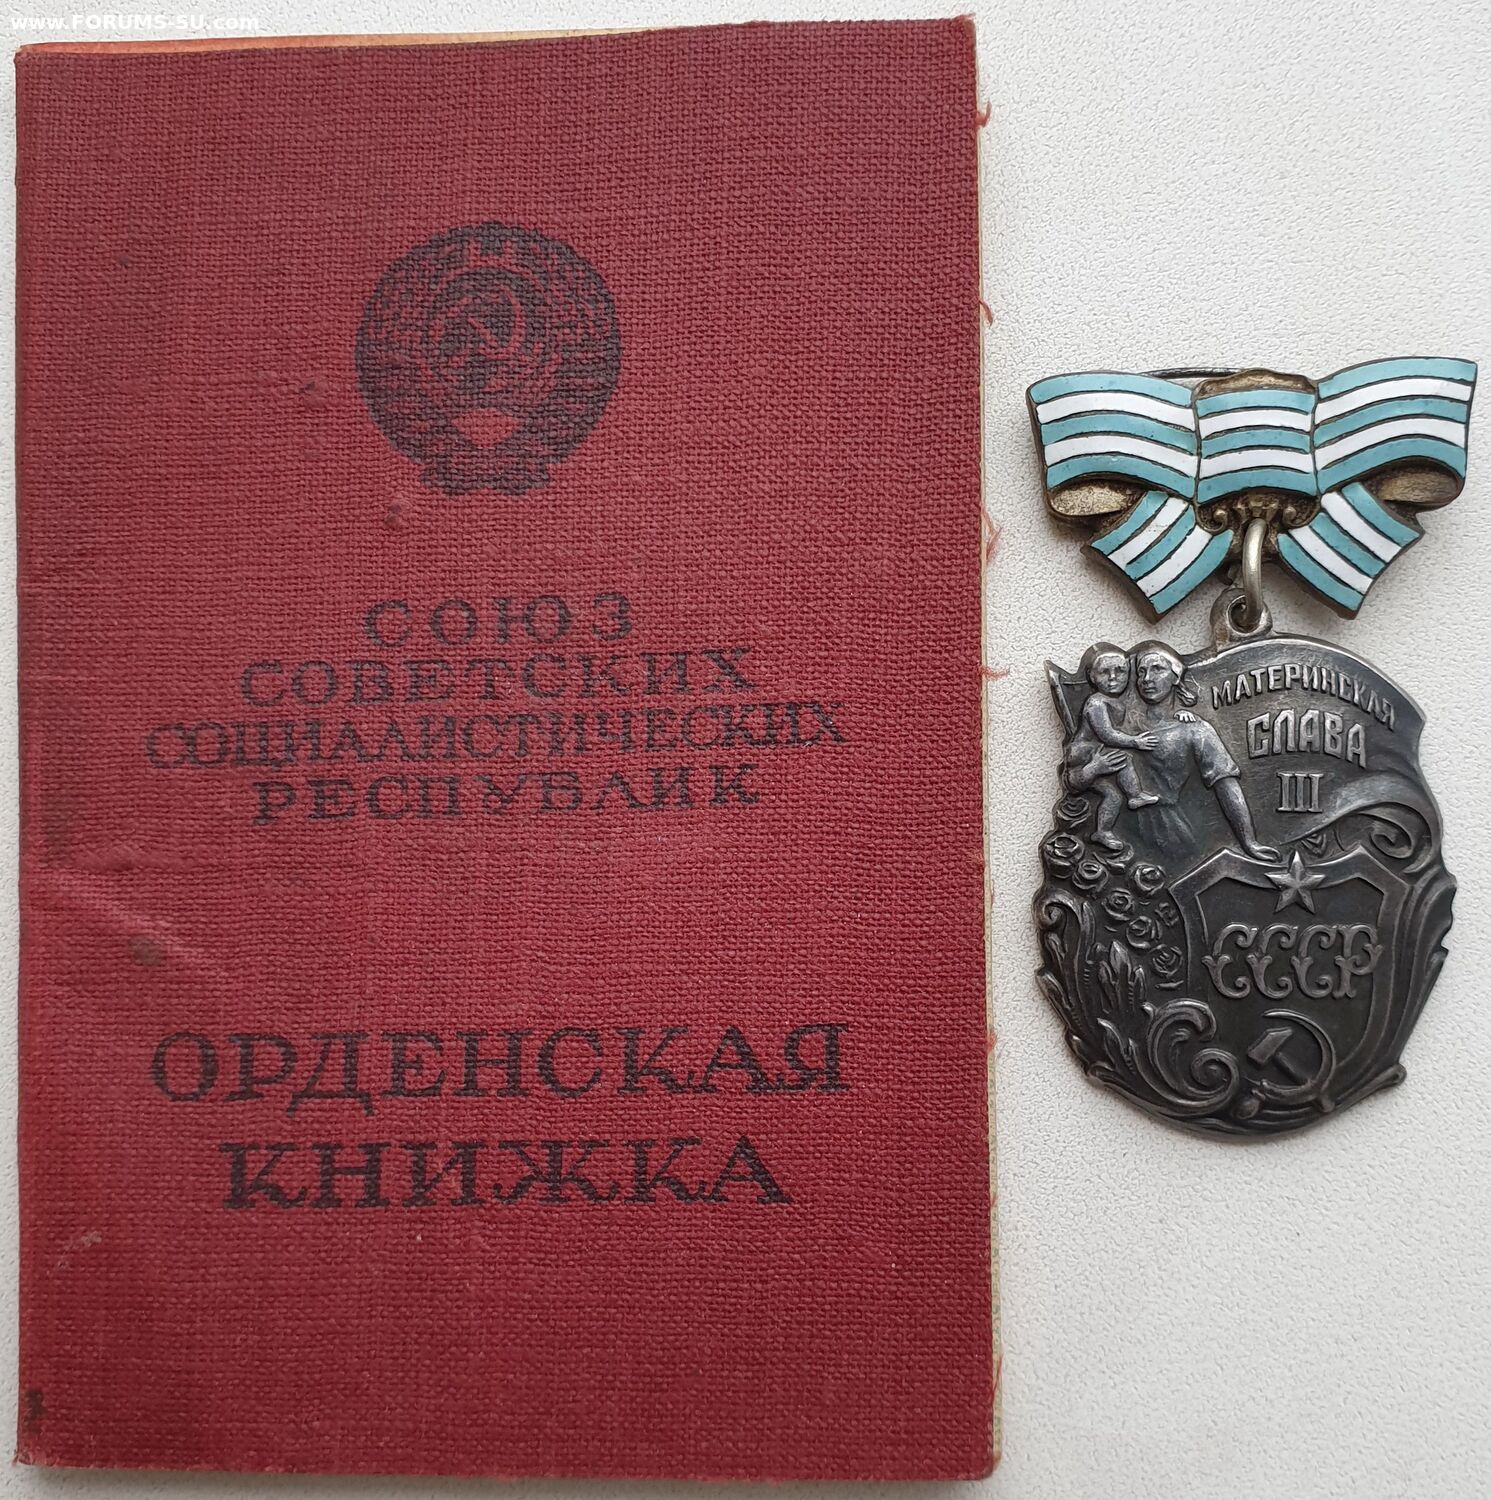 www.FORUMS-SU.com
СОЮЗ
СОВЕТСКИХ
СОЦИАЛИСТИЧЕСКИХ
РЕСПУБЛИК
ОРДЕНСКАЯ
КНИЖКА
МАТЕРИНСКАЯ
СЛАВА
III
СССР